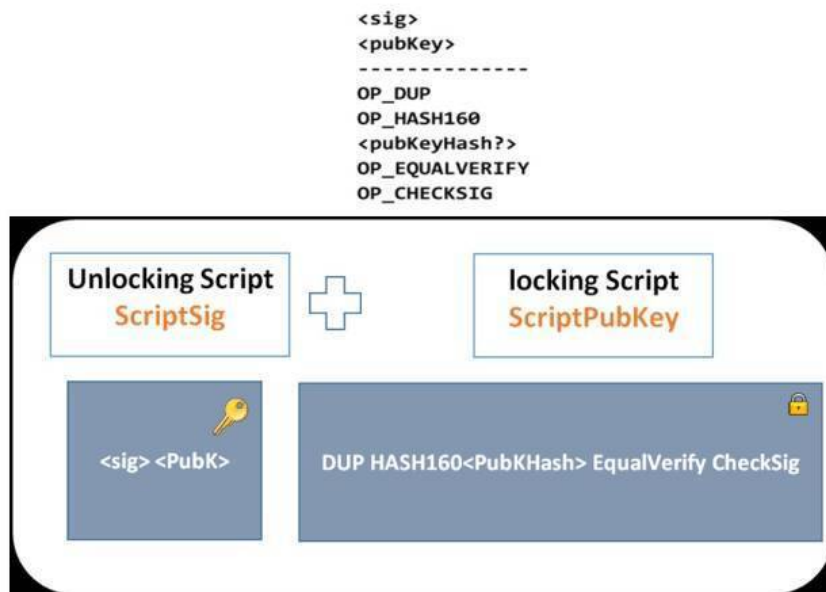 <sig>
<pubKey>
--------------
OP_DUP
OP_HASH160
<pubKeyHash?>
OP_EQUALVERIFY
OP_CHECKSIG
Unlocking Script
ScriptSig
locking Script
ScriptPubKey
<sig> <PubK>
DUP HASH160<PubKHash> EqualVerify CheckSig